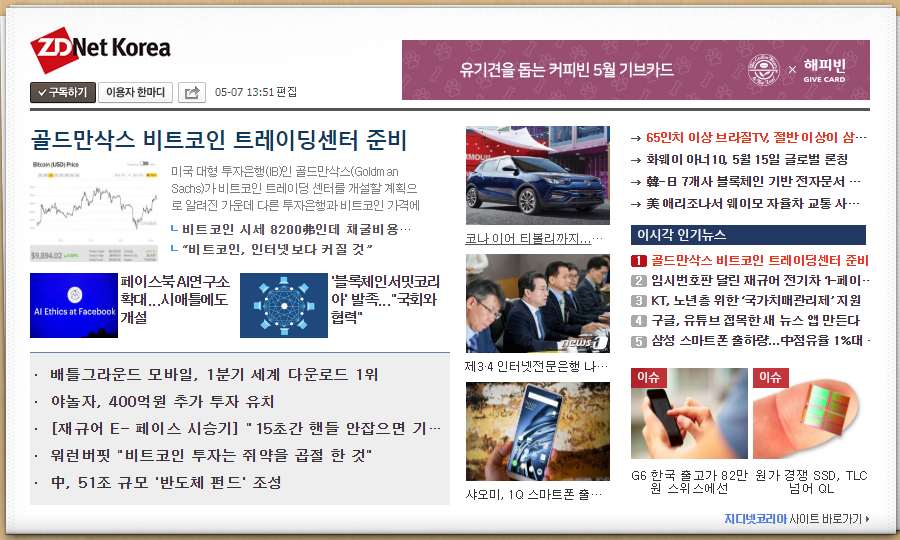 ZDNet Korea
유기견을 돕는 커피빈 5월 기브카드
×
해피빈
GIVE CARD
구독하기
이용자 한마디
05-07 13:51 편집
골드만삭스 비트코인 트레이딩센터 준비
Bitcoin (USD) Price
$9,894.02
미국 대형 투자은행(IB)인 골드만삭스(Goldman
Sachs)가 비트코인 트레이딩 센터를 개설할 계획으
로 알려진 가운데 다른 투자은행과 비트코인 가격에
비트코인 시세 8200弗인데 채굴비용…
“비트코인, 인터넷보다 커질 것”
AI Ethics at Facebook
페이스북 AI연구소
확대…시애틀에도
개설
'블록체인서밋코리
아' 발족…"국회와
협력"
· 배틀그라운드 모바일, 1분기 세계 다운로드 1위
· 야놀자, 400억원 추가 투자 유치
· [재규어 E-페이스 시승기] "15초간 핸들 안잡으면 기…
· 워런버핏 "비트코인 투자는 쥐약을 곱절 한 것"
· 中, 51조 규모 '반도체 펀드' 조성
코나 이어 티볼리까지……
news1
제3·4 인터넷전문은행 나…
샤오미, 1Q 스마트폰 출…
→ 65인치 이상 브라질TV, 절반 이상이 삼…
→ 화웨이 아너10, 5월 15일 글로벌 론칭
→ 韓-日 7개사 블록체인 기반 전자문서 …
→ 美 애리조나서 웨이모 자율차 교통 사…
이시각 인기뉴스
1 골드만삭스 비트코인 트레이딩센터 준비
2 임시번호판 달린 재규어 전기차 'I-페이…
3 KT, 노년층 위한 '국가치매관리제' 지원
4 구글, 유튜브 접목한 새 뉴스 앱 만든다
5 삼성 스마트폰 출하량…中점유율 1%대
이슈
이슈
G6 한국 출고가 82만
원 스위스에선
원가 경쟁 SSD, TLC
넘어 QL
지디넷코리아 사이트 바로가기